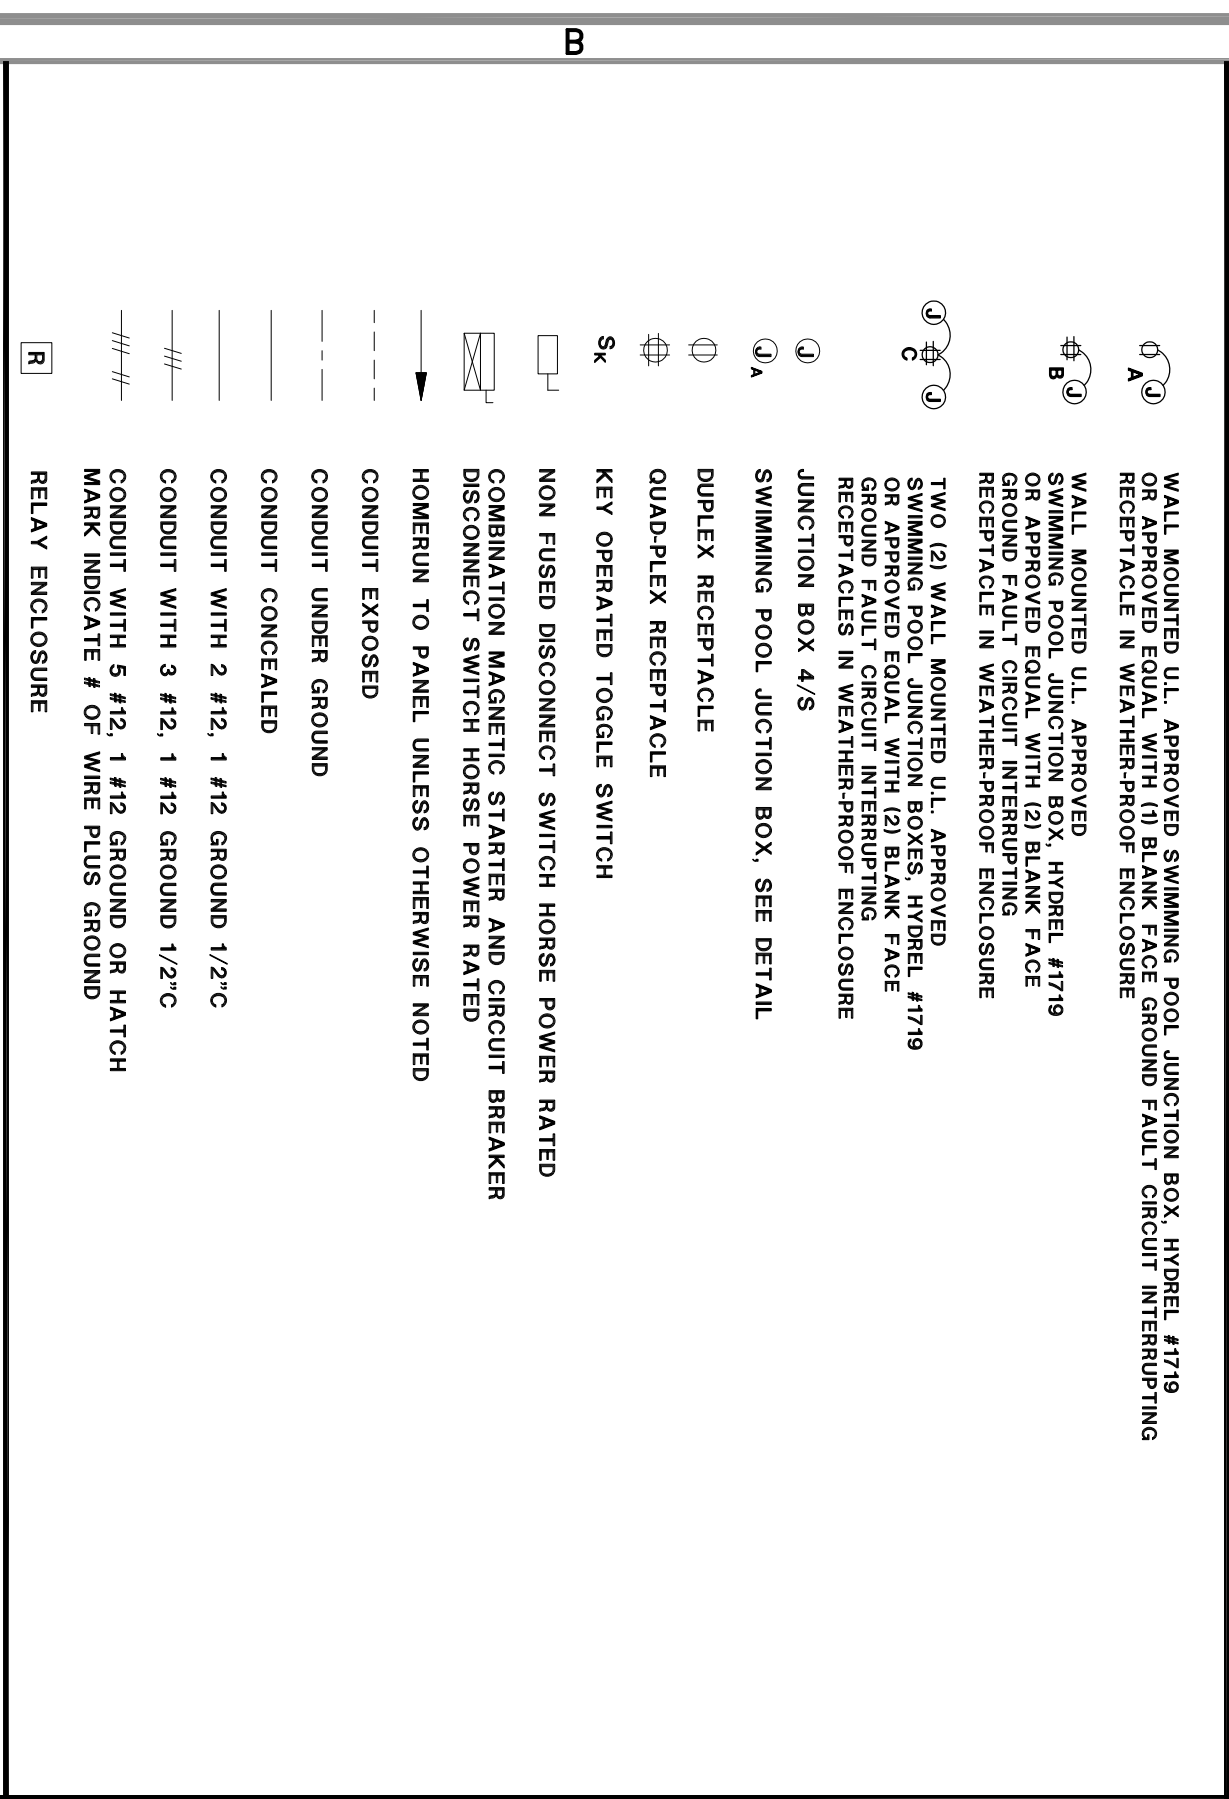 B
J
A
WALL MOUNTED U.L. APPROVED SWIMMING POOL JUNCTION BOX, HYDREL #1719
OR APPROVED EQUAL WITH (1) BLANK FACE GROUND FAULT CIRCUIT INTERRUPTING
RECEPTACLE IN WEATHER-PROOF ENCLOSURE
J
B
WALL MOUNTED U.L. APPROVED
SWIMMING POOL JUNCTION BOX, HYDREL #1719
OR APPROVED EQUAL WITH (2) BLANK FACE
GROUND FAULT CIRCUIT INTERRUPTING
RECEPTACLE IN WEATHER-PROOF ENCLOSURE
J J
C
TWO (2) WALL MOUNTED U.L. APPROVED
SWIMMING POOL JUNCTION BOXES, HYDREL #1719
OR APPROVED EQUAL WITH (2) BLANK FACE
GROUND FAULT CIRCUIT INTERRUPTING
RECEPTACLES IN WEATHER-PROOF ENCLOSURE
J JUNCTION BOX 4/S
J A SWIMMING POOL JUCTION BOX, SEE DETAIL
DUPLEX RECEPTACLE
QUAD-PLEX RECEPTACLE
SK KEY OPERATED TOGGLE SWITCH
NON FUSED DISCONNECT SWITCH HORSE POWER RATED
COMBINATION MAGNETIC STARTER AND CIRCUIT BREAKER
DISCONNECT SWITCH HORSE POWER RATED
HOMERUN TO PANEL UNLESS OTHERWISE NOTED
CONDUIT EXPOSED
CONDUIT UNDER GROUND
CONDUIT CONCEALED
CONDUIT WITH 2 #12, 1 #12 GROUND 1/2"C
CONDUIT WITH 3 #12, 1 #12 GROUND 1/2"C
CONDUIT WITH 5 #12, 1 #12 GROUND OR HATCH
MARK INDICATE # OF WIRE PLUS GROUND
R RELAY ENCLOSURE